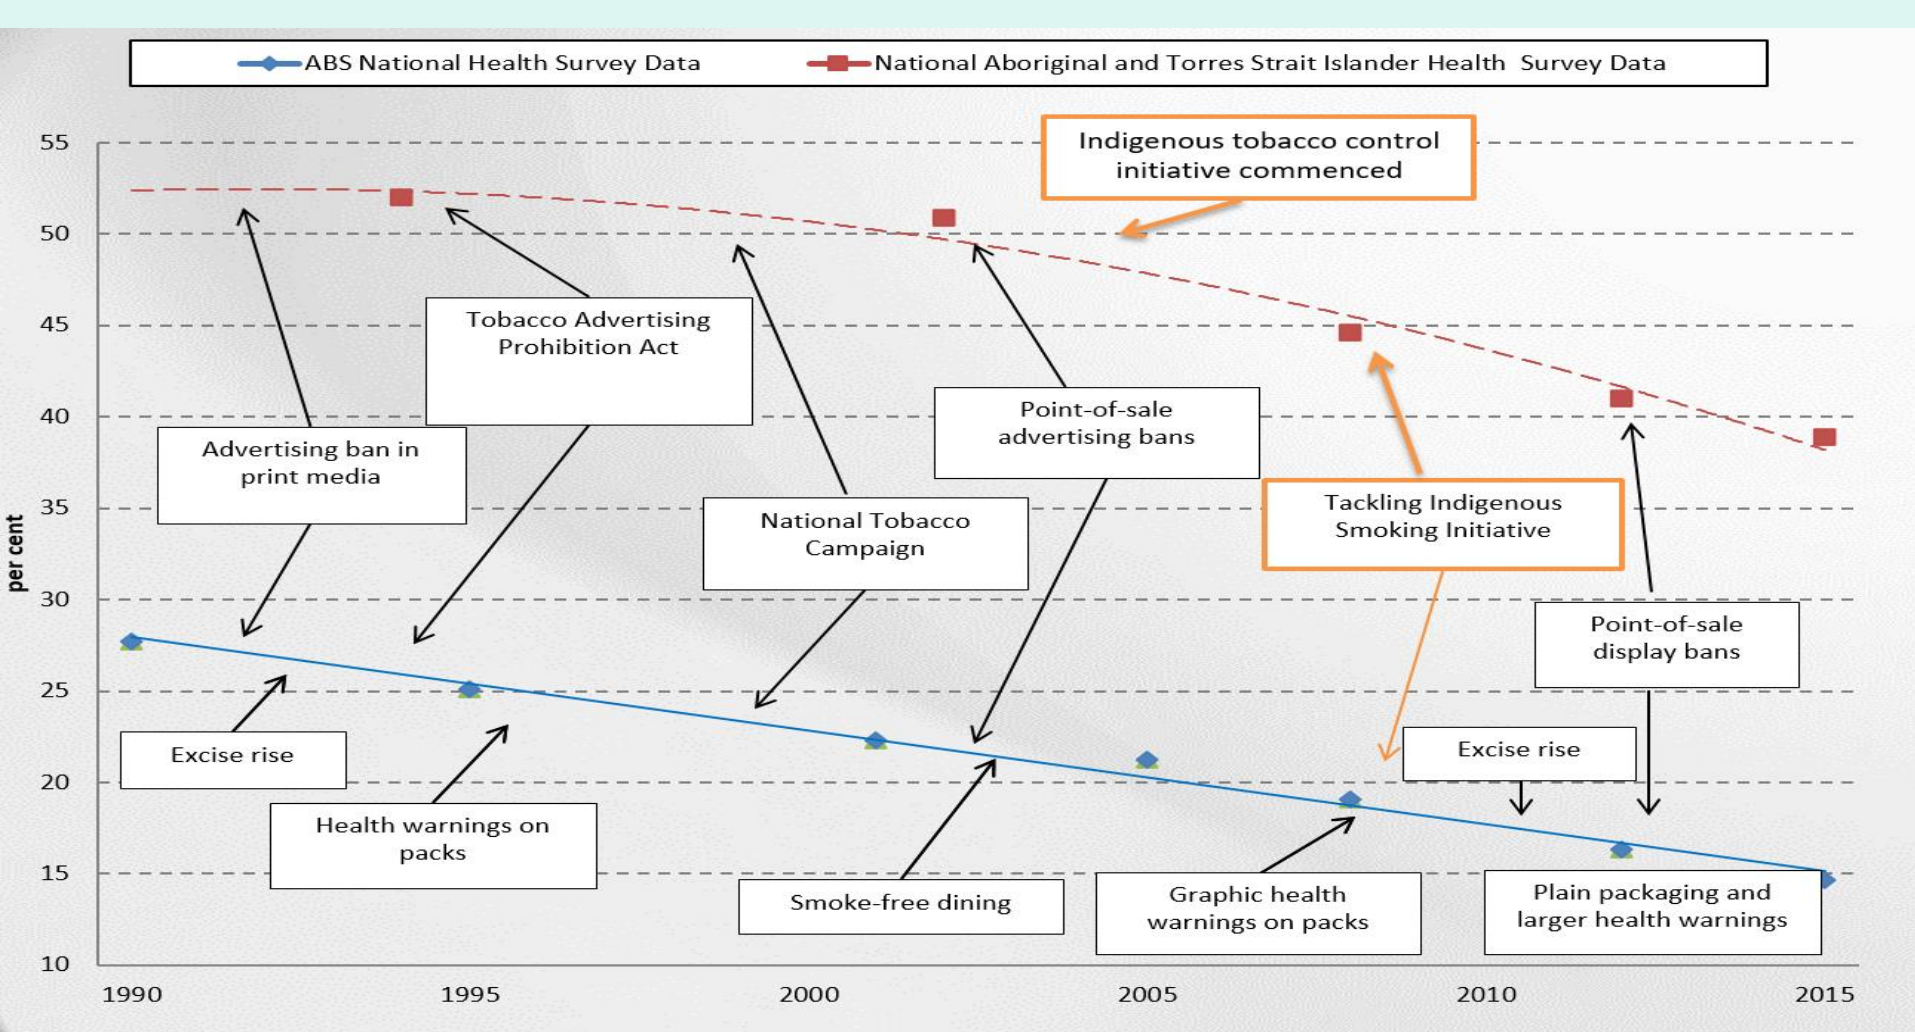 ABS National Health Survey Data
National Aboriginal and Torres Strait Islander Health Survey Data
55
50
45
40
35
30
25
20
15
10
per cent
Indigenous tobacco control
initiative commenced
Tobacco Advertising
Prohibition Act
Point-of-sale
advertising bans
Advertising ban in
print media
National Tobacco
Campaign
Tackling Indigenous
Smoking Initiative
Point-of-sale
display bans
Excise rise
Excise rise
Health warnings on
packs
Smoke-free dining
Graphic health
warnings on packs
Plain packaging and
larger health warnings
1990
1995
2000
2005
2010
2015